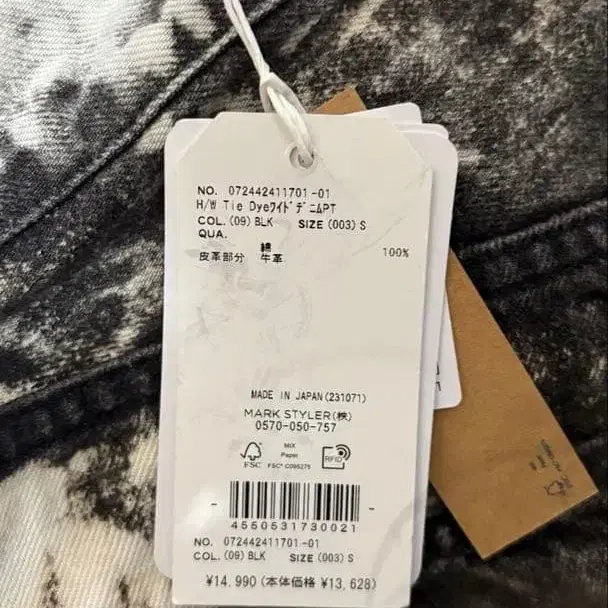 NO. 072442411701-01
H/W Tie DyeﾜｲﾄﾞﾃﾞﾆﾑPT
COL.(09)BLK SIZE(003)S
QUA.
綿 100%
皮革部分 牛革
MADE IN JAPAN(231071)
MARK STYLER(株)
0570-050-757
FSC
MIX
Paper
FSC® C095275
RFID
4550531730021
NO. 072442411701-01
COL.(09)BLK SIZE(003)S
¥14,990(本体価格 ¥13,628)